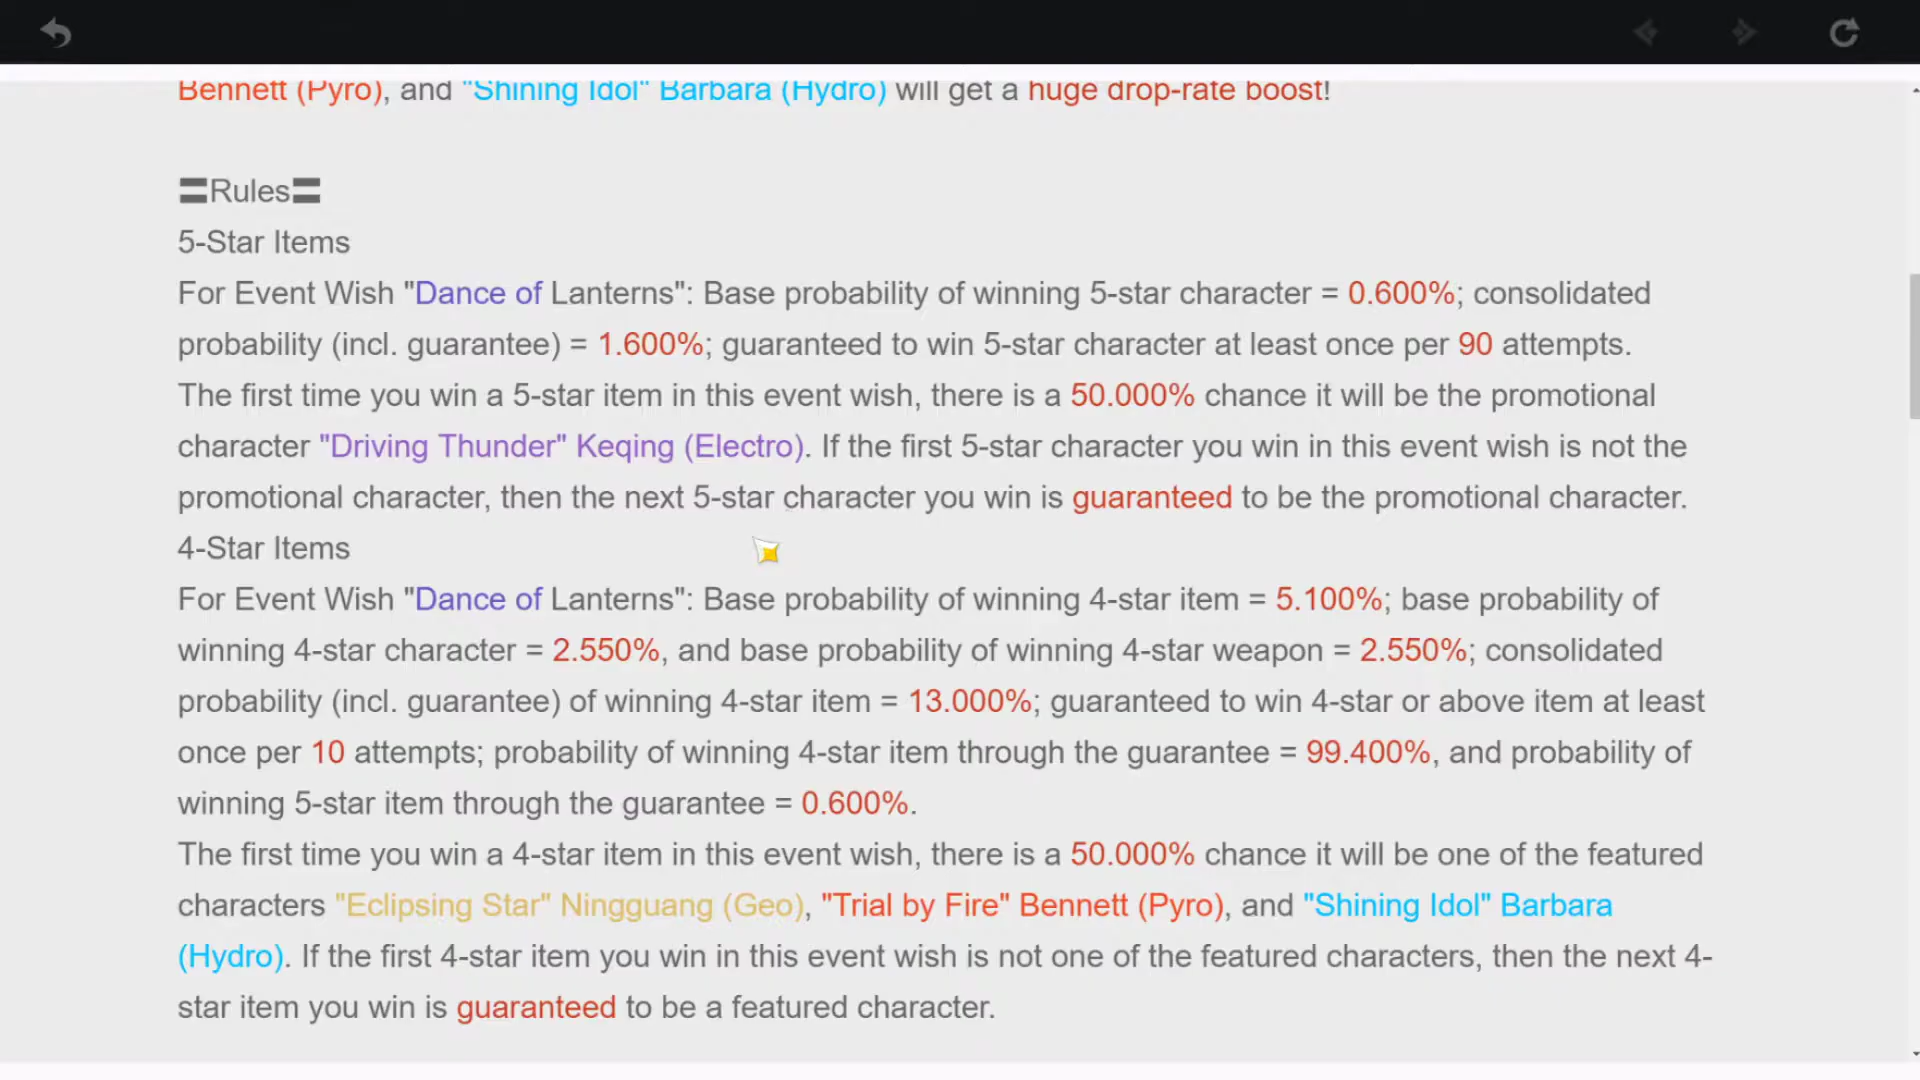 Bennett (Pyro), and "Shining Idol" Barbara (Hydro) will get a huge drop-rate boost!
〓Rules〓
5-Star Items
For Event Wish "Dance of Lanterns": Base probability of winning 5-star character = 0.600%; consolidated
probability (incl. guarantee) = 1.600%; guaranteed to win 5-star character at least once per 90 attempts.
The first time you win a 5-star item in this event wish, there is a 50.000% chance it will be the promotional
character "Driving Thunder" Keqing (Electro). If the first 5-star character you win in this event wish is not the
promotional character, then the next 5-star character you win is guaranteed to be the promotional character.
4-Star Items
For Event Wish "Dance of Lanterns": Base probability of winning 4-star item = 5.100%; base probability of
winning 4-star character = 2.550%, and base probability of winning 4-star weapon = 2.550%; consolidated
probability (incl. guarantee) of winning 4-star item = 13.000%; guaranteed to win 4-star or above item at least
once per 10 attempts; probability of winning 4-star item through the guarantee = 99.400%, and probability of
winning 5-star item through the guarantee = 0.600%.
The first time you win a 4-star item in this event wish, there is a 50.000% chance it will be one of the featured
characters "Eclipsing Star" Ningguang (Geo), "Trial by Fire" Bennett (Pyro), and "Shining Idol" Barbara
(Hydro). If the first 4-star item you win in this event wish is not one of the featured characters, then the next 4-
star item you win is guaranteed to be a featured character.